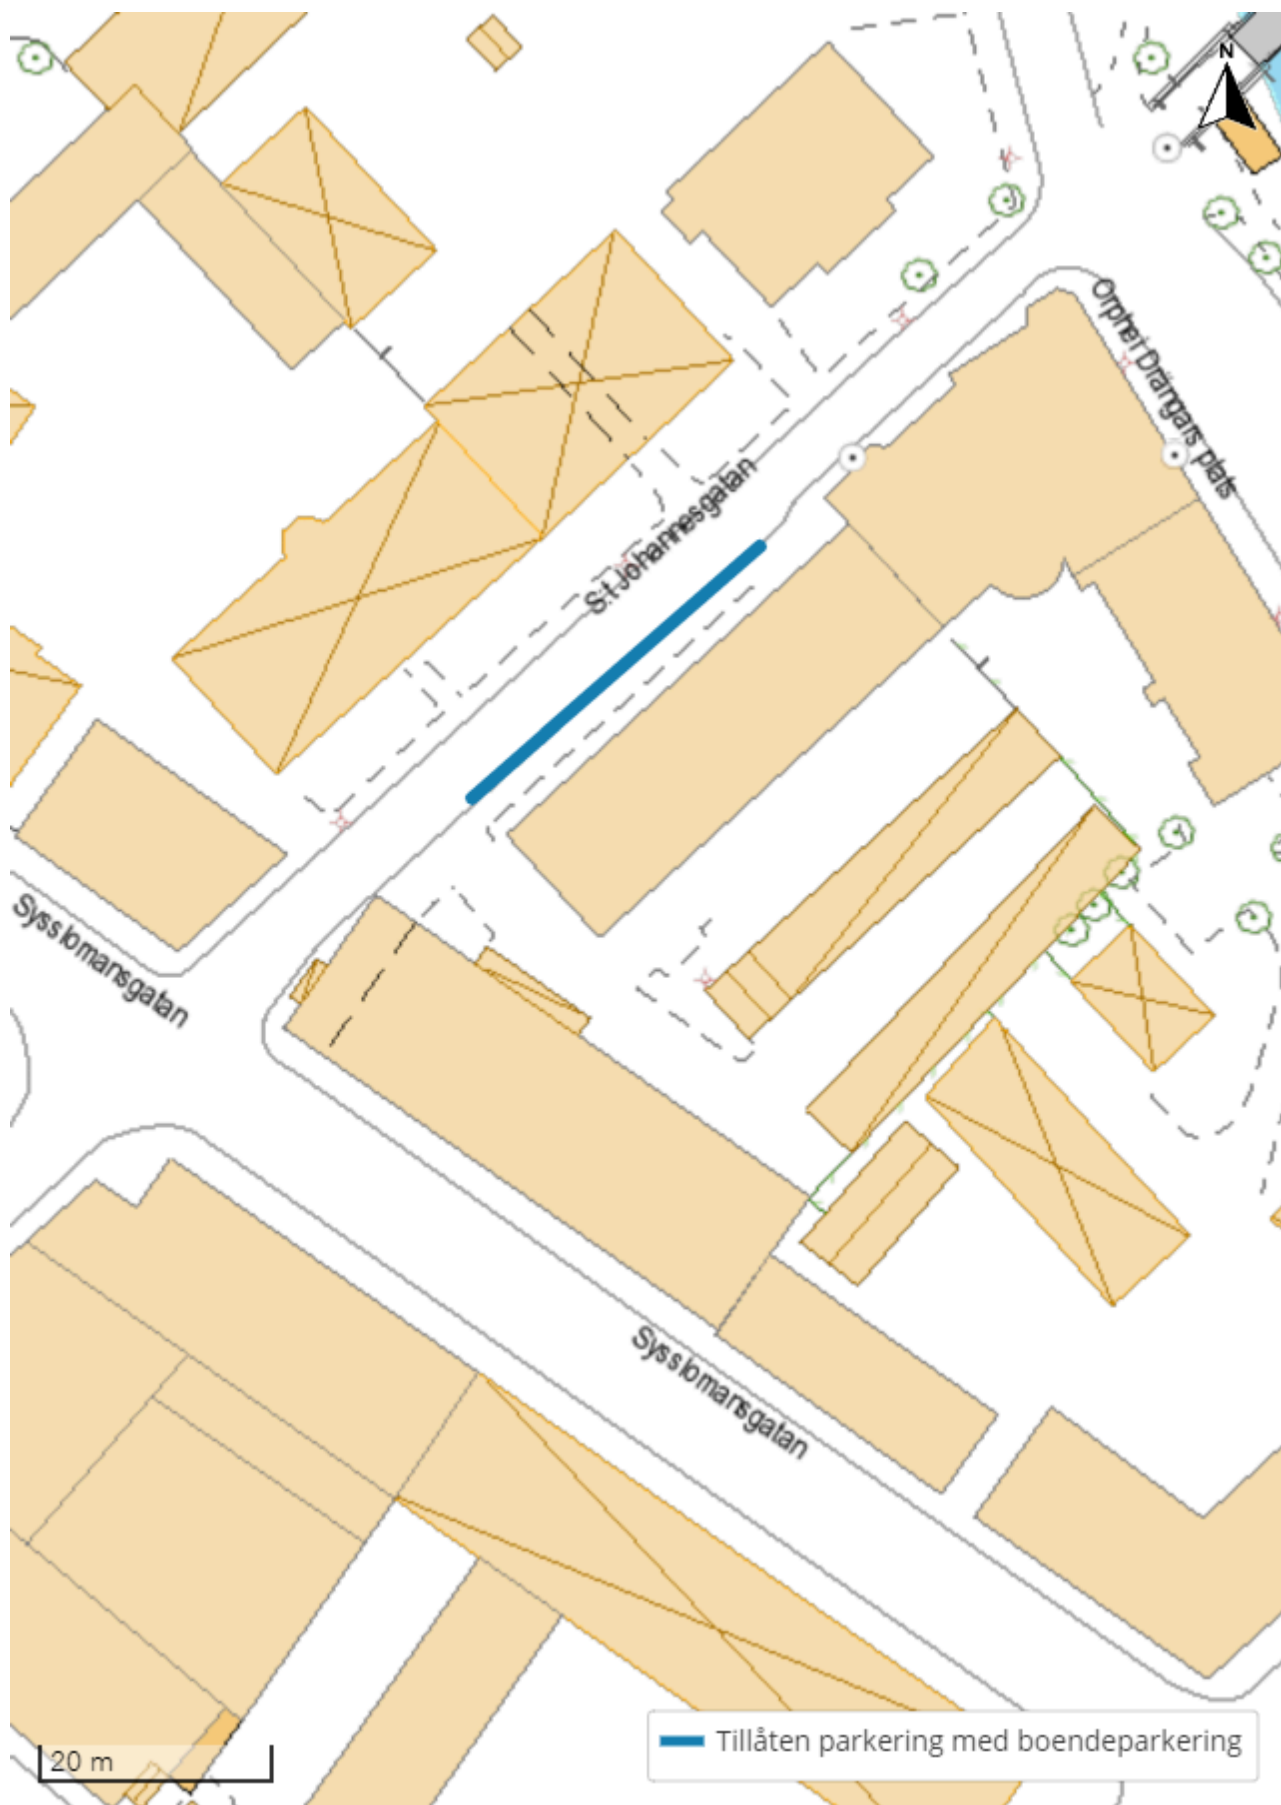 N
Orphei Drängars plats
S:t Johannesgatan
Sysslomansgatan
Sysslomansgatan
20 m
Tillåten parkering med boendeparkering